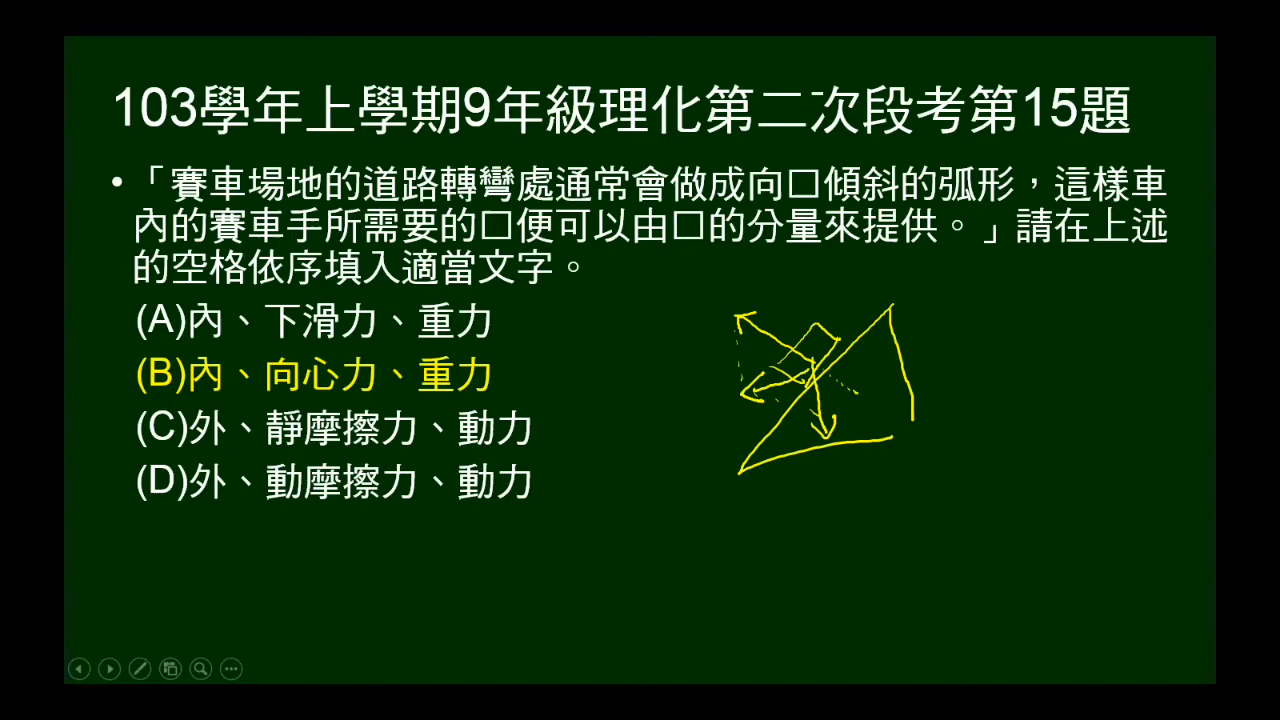 103學年上學期9年級理化第二次段考第15題
•「賽車場地的道路轉彎處通常會做成向□傾斜的弧形，這樣車
內的賽車手所需要的□便可以由□的分量來提供。」請在上述
的空格依序填入適當文字。
(A)內、下滑力、重力
(B)內、向心力、重力
(C)外、靜摩擦力、動力
(D)外、動摩擦力、動力